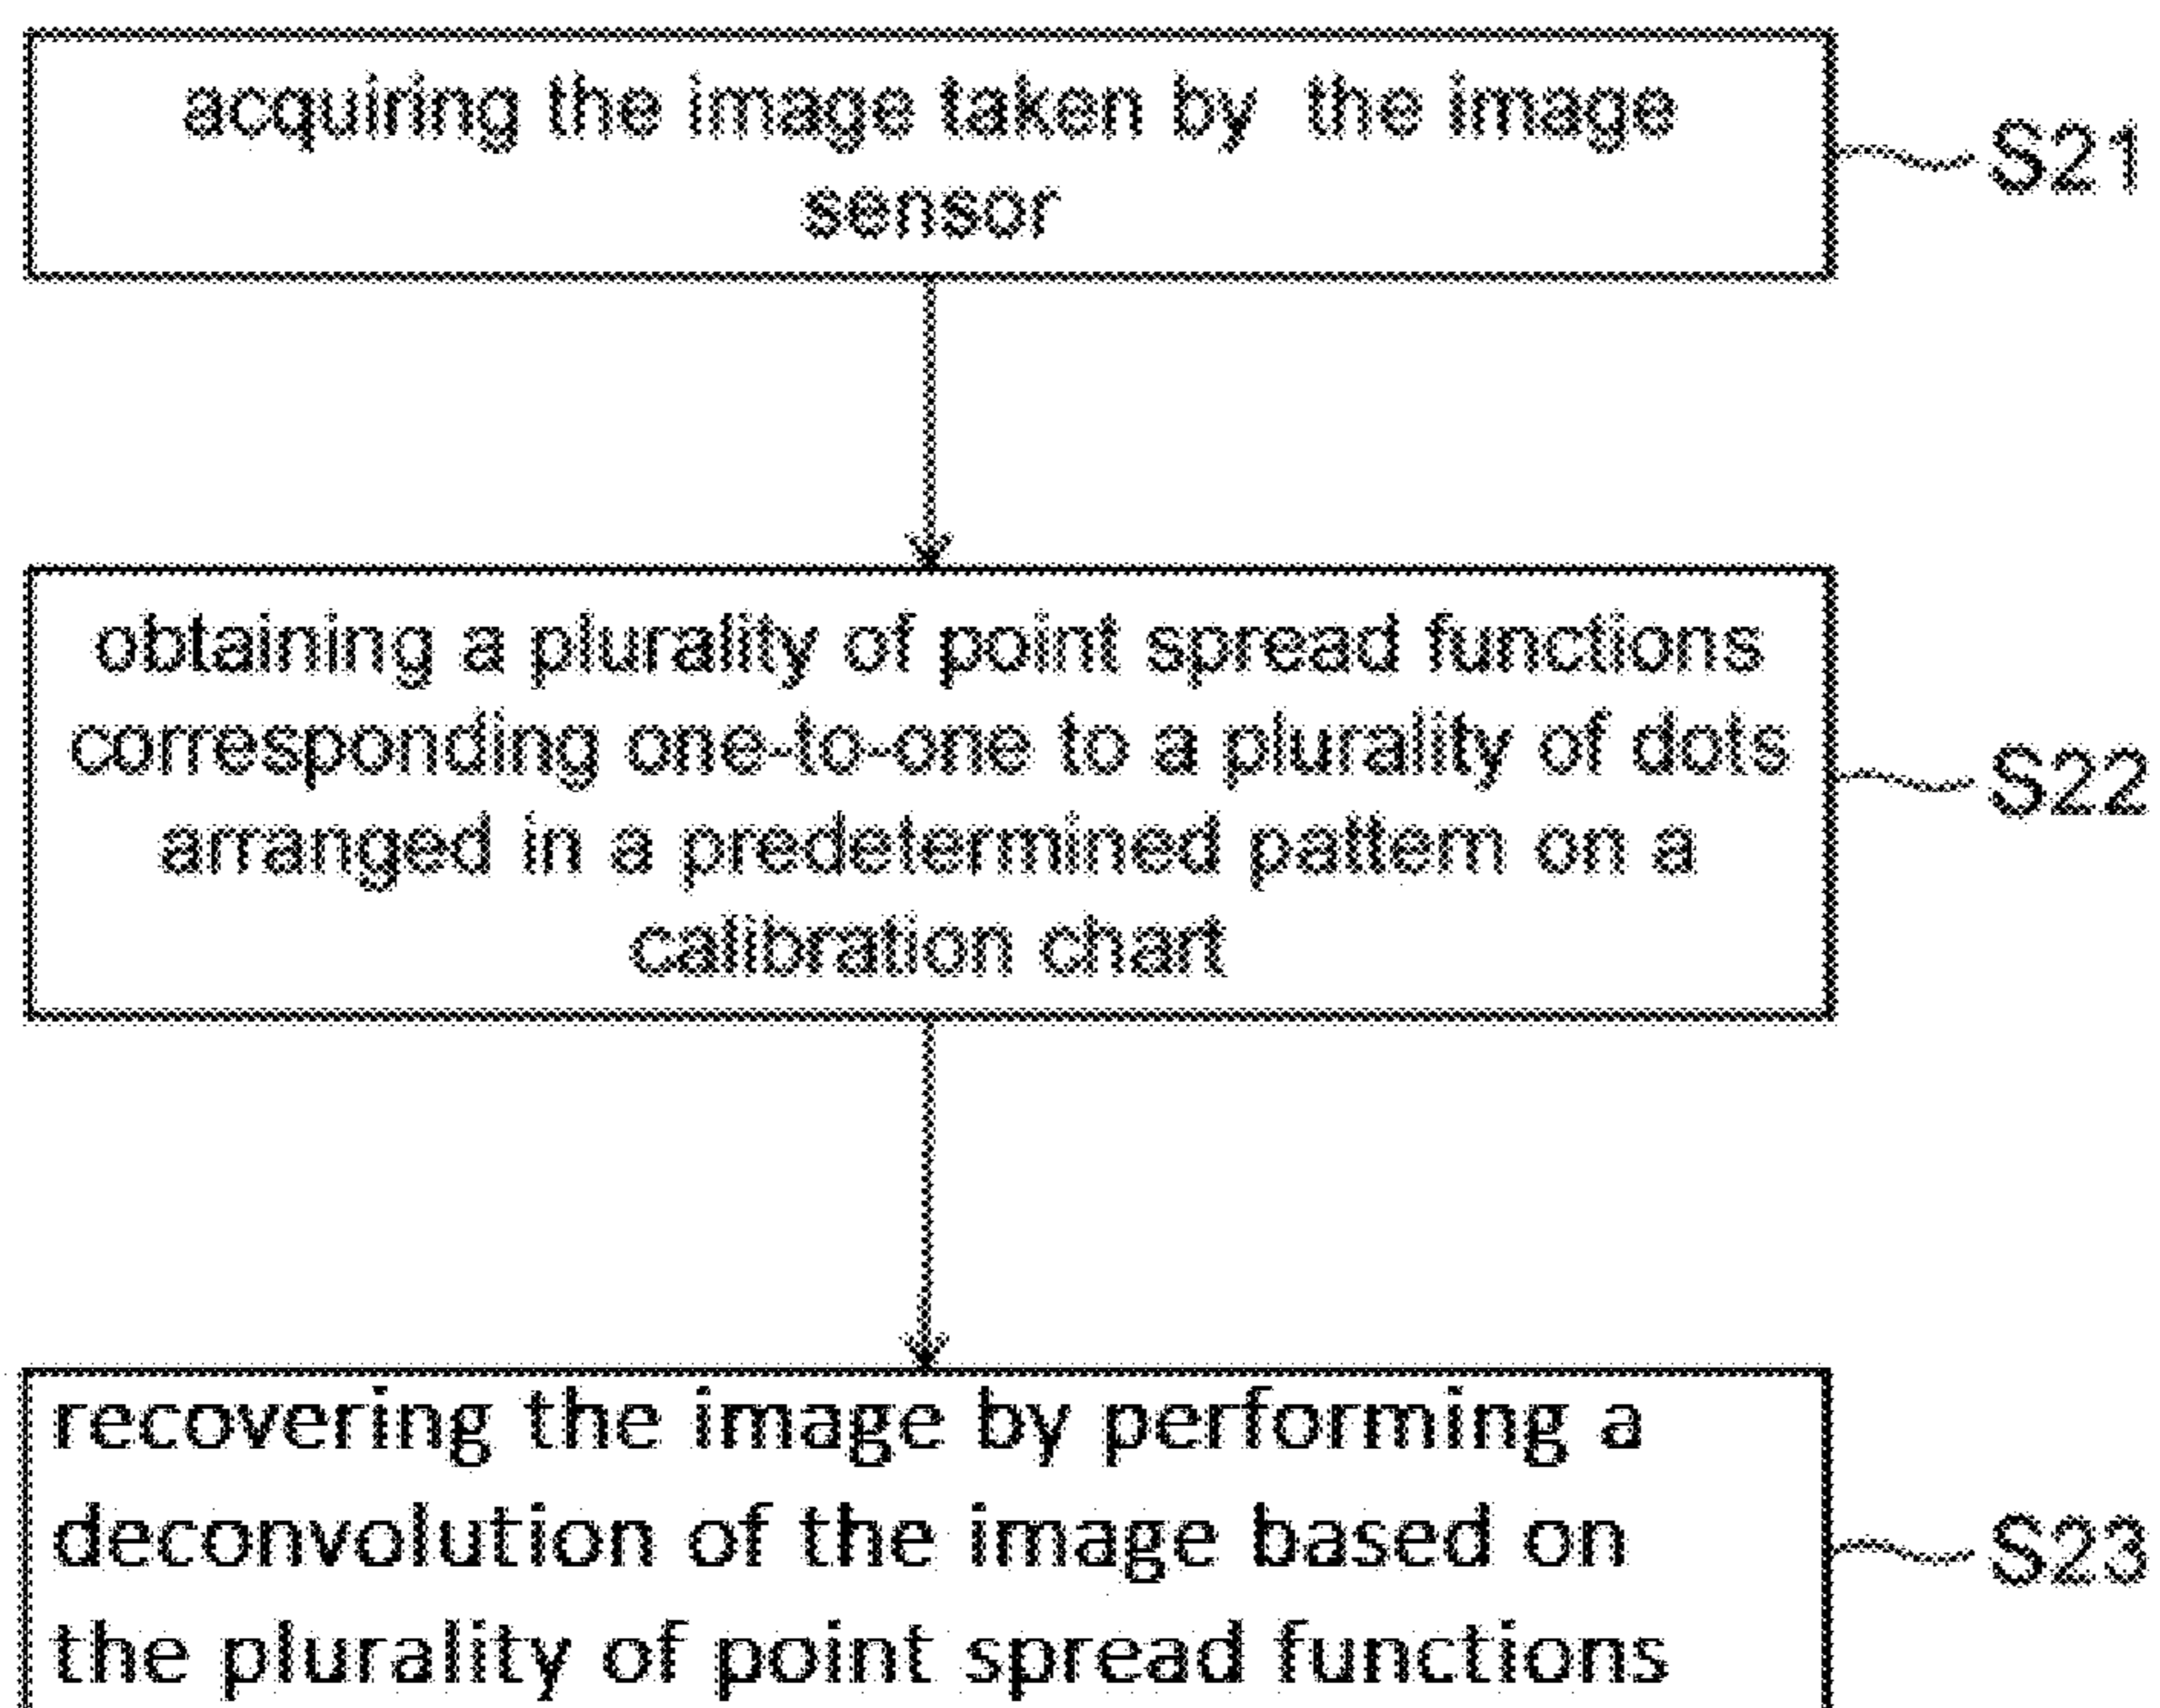 acquiring the image taken by the image
sensor
S21
obtaining a plurality of point spread functions
corresponding one-to-one to a plurality of dots
arranged in a predetermined pattern on a
calibration chart
S22
recovering the image by performing a
deconvolution of the image based on
the plurality of point spread functions
S23